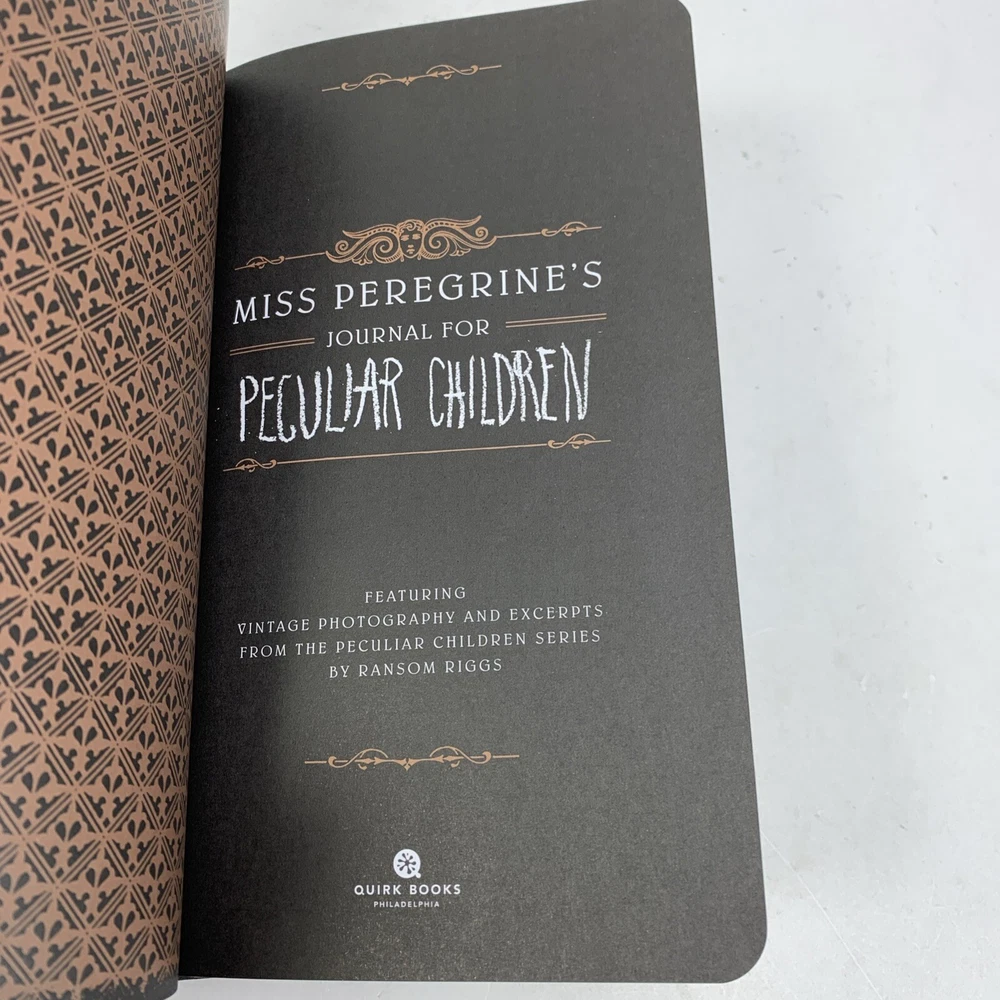 MISS PEREGRINE'S
JOURNAL FOR
PECULIAR CHILDREN
FEATURING
VINTAGE PHOTOGRAPHY AND EXCERPTS
FROM THE PECULIAR CHILDREN SERIES
BY RANSOM RIGGS
QUIRK BOOKS
PHILADELPHIA